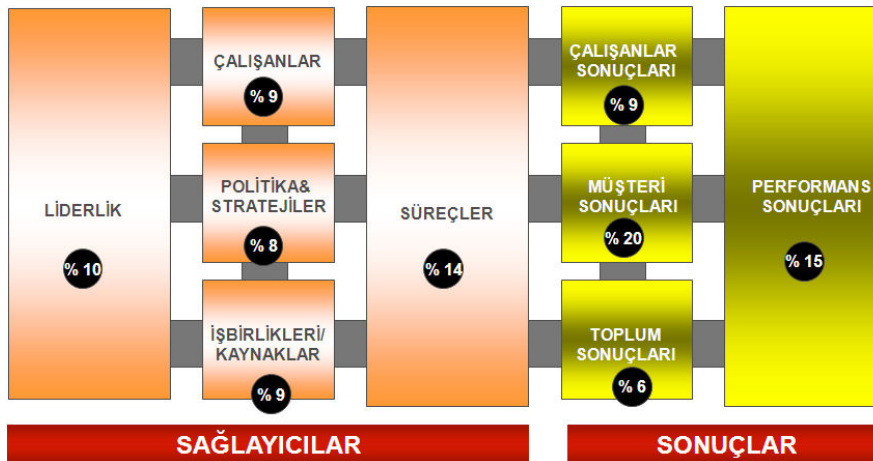 LİDERLİK
% 10
ÇALIŞANLAR
% 9
POLİTİKA&
STRATEJİLER
% 8
İŞBİRLİKLERİ/
KAYNAKLAR
% 9
SÜREÇLER
% 14
ÇALIŞANLAR
SONUÇLARI
% 9
MÜŞTERİ
SONUÇLARI
% 20
TOPLUM
SONUÇLARI
% 6
PERFORMANS
SONUÇLARI
% 15
SAĞLAYICILAR
SONUÇLAR